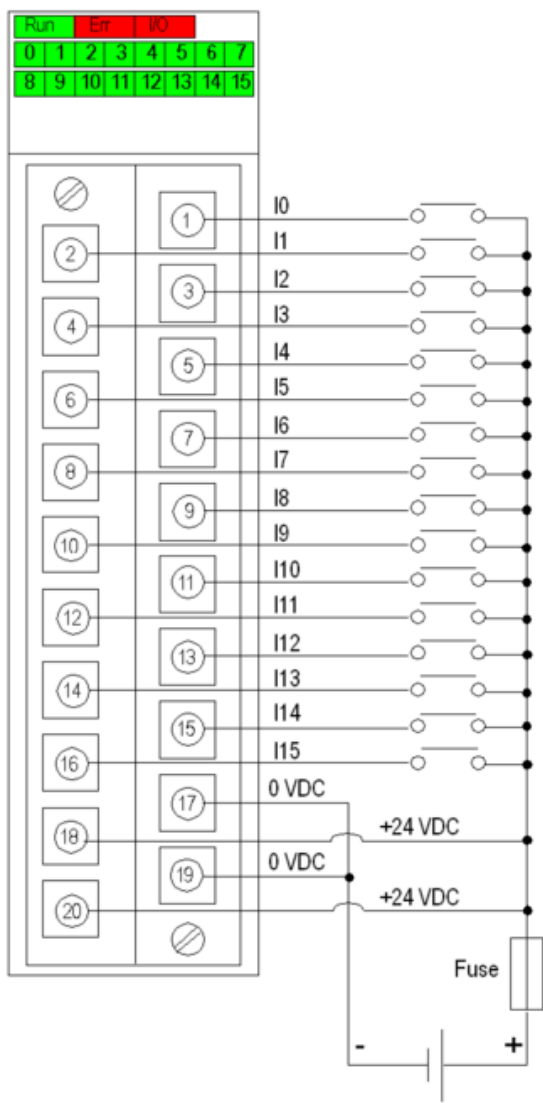 Run Err I/O
0 1 2 3 4 5 6 7
8 9 10 11 12 13 14 15
1 I0
2 I1
3 I2
4 I3
5 I4
6 I5
7 I6
8 I7
9 I8
10 I9
11 I10
12 I11
13 I12
14 I13
15 I14
16 I15
17 0 VDC
18 +24 VDC
19 0 VDC
20 +24 VDC
Fuse
- +